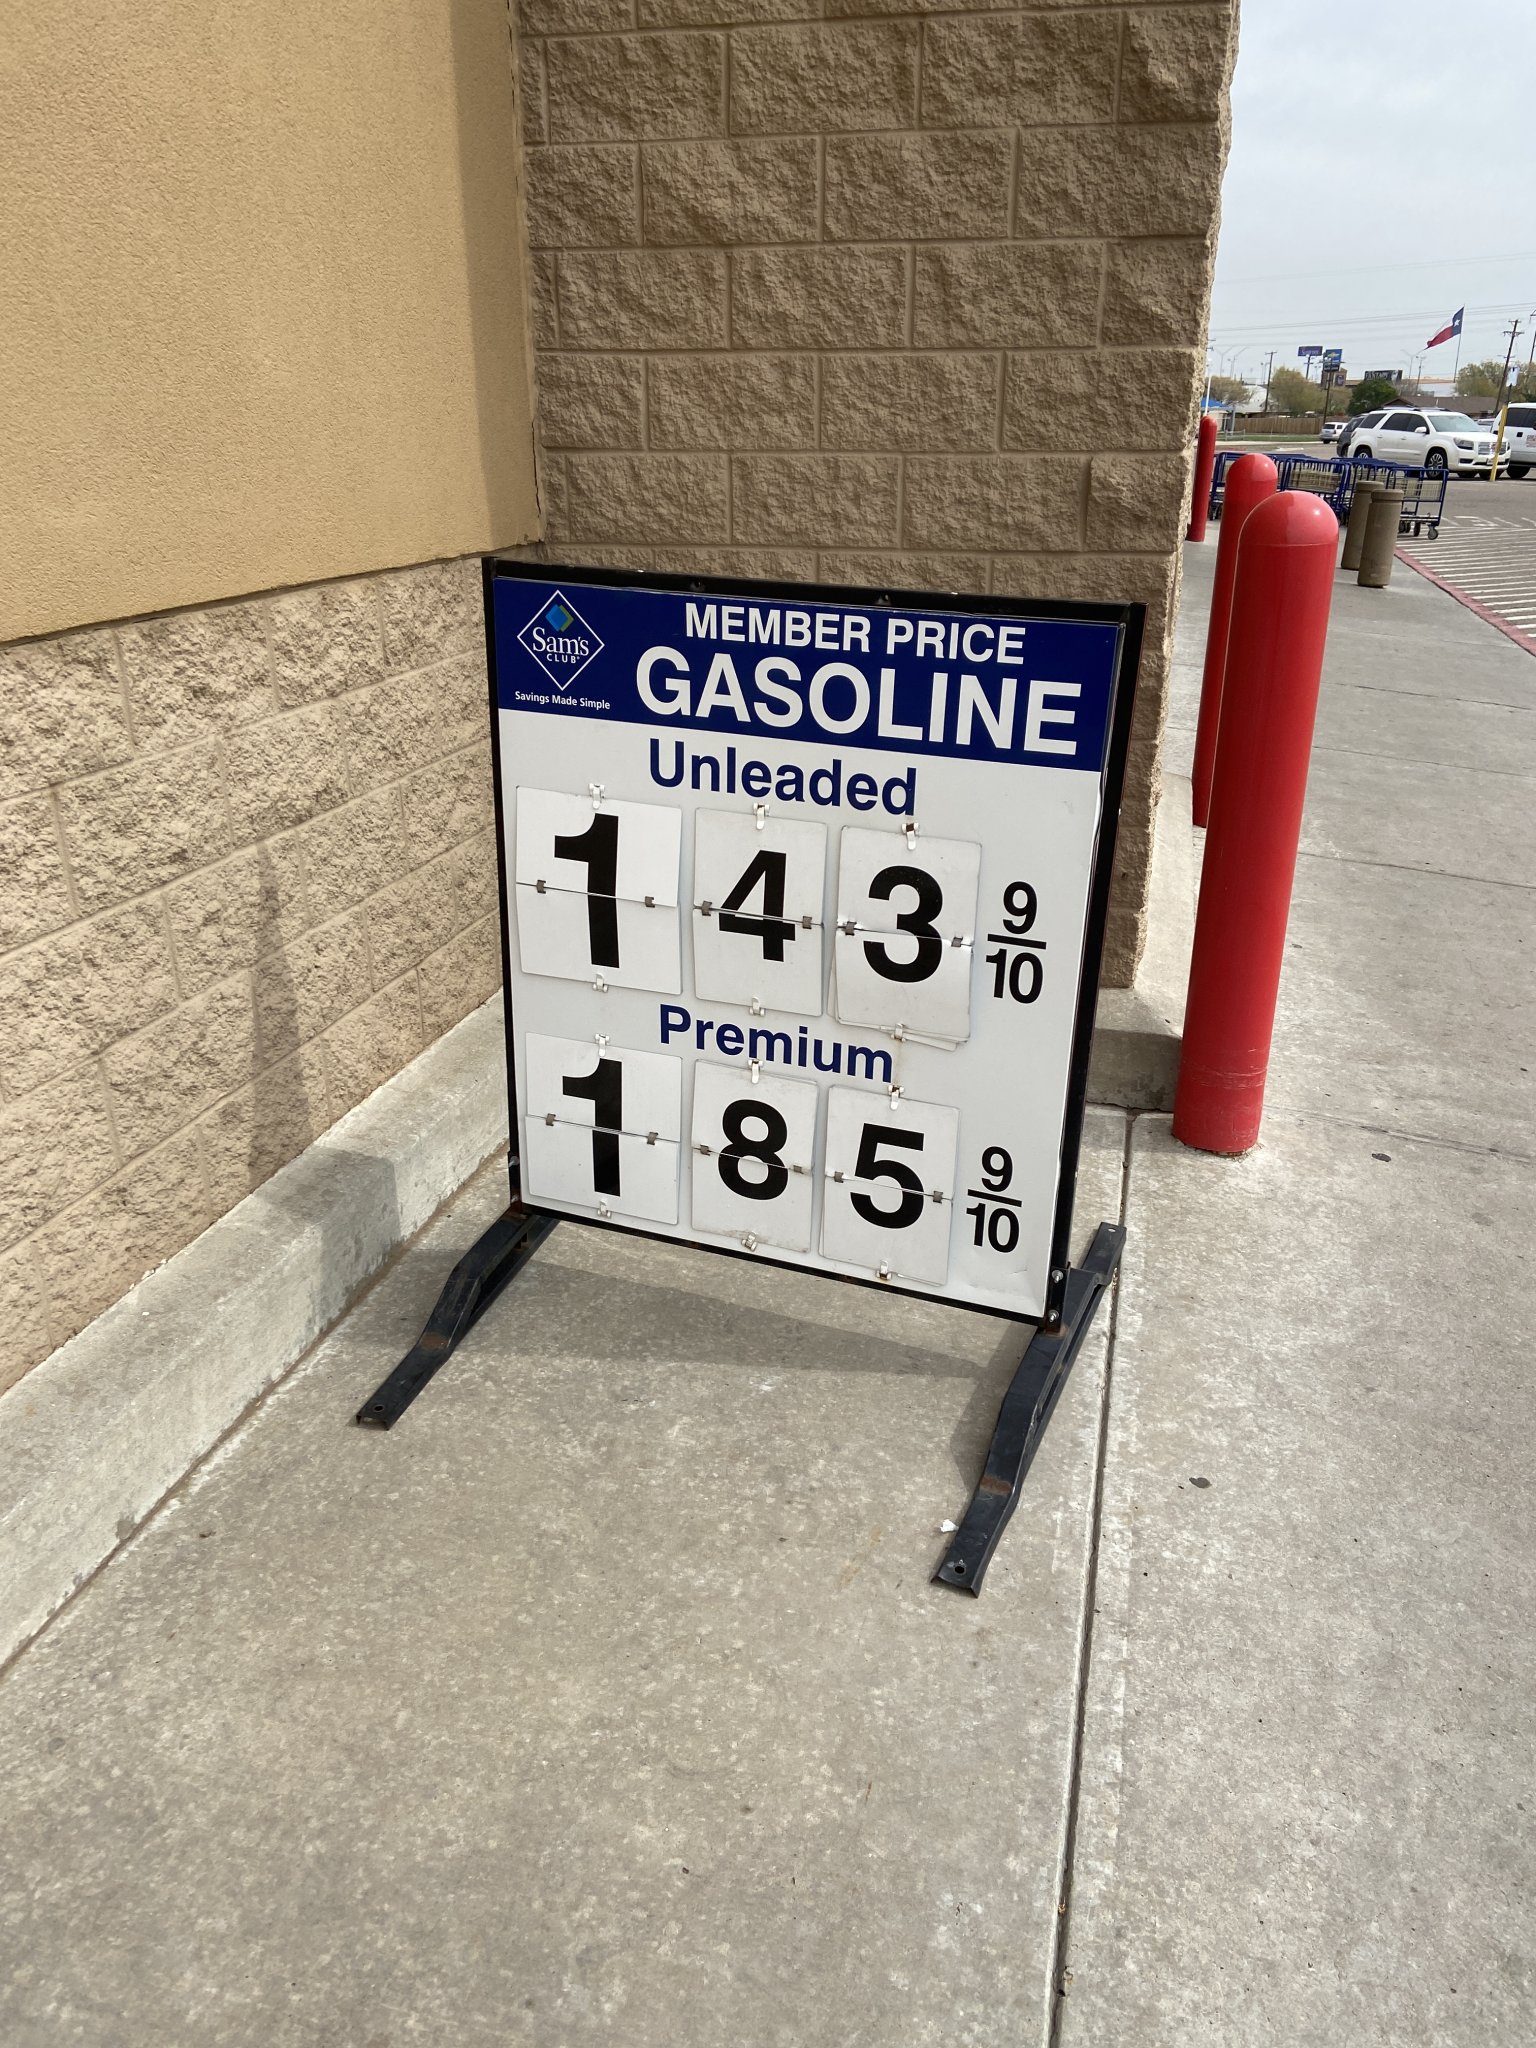 Sam's
CLUB
Savings Made Simple
MEMBER PRICE
GASOLINE
Unleaded
1 4 3 9/10
Premium
1 8 5 9/10